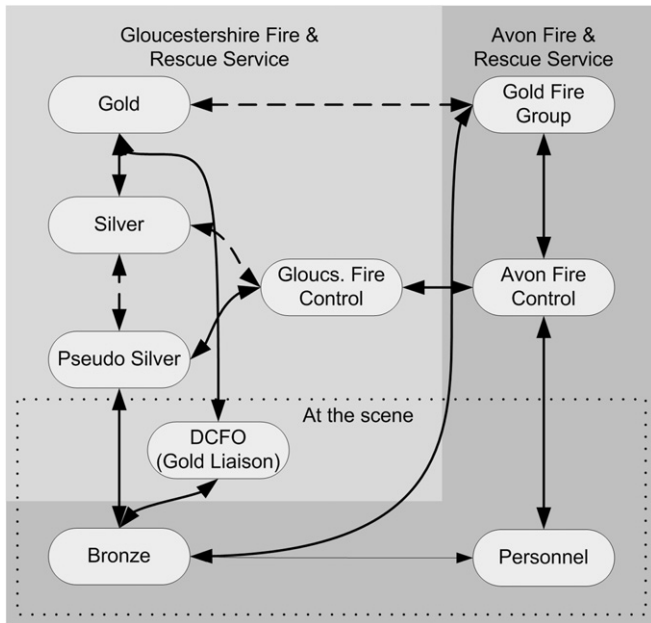 Gloucestershire Fire &
Rescue Service
Avon Fire &
Rescue Service
Gold
Gold Fire
Group
Silver
Gloucs. Fire
Control
Avon Fire
Control
Pseudo Silver
At the scene
DCFO
(Gold Liaison)
Bronze
Personnel